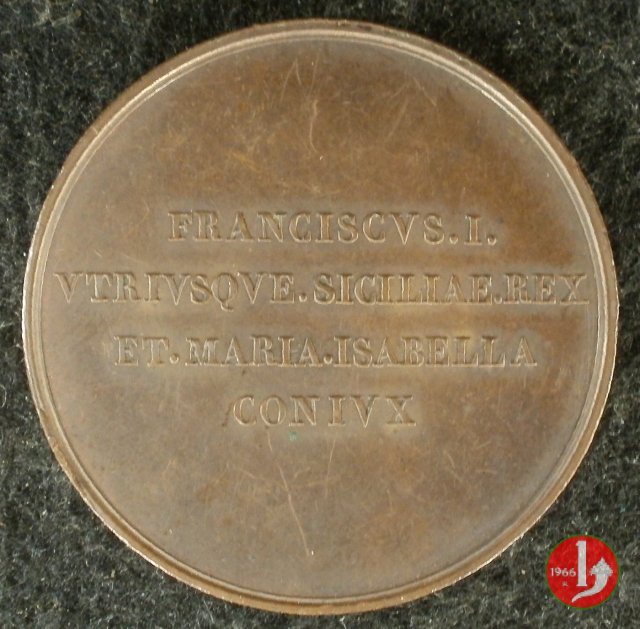 FRANCISCVS.I.
VTRIVSQVE.SICILIAE.REX
ET.MARIA.ISABELLA
CONIVX
1966